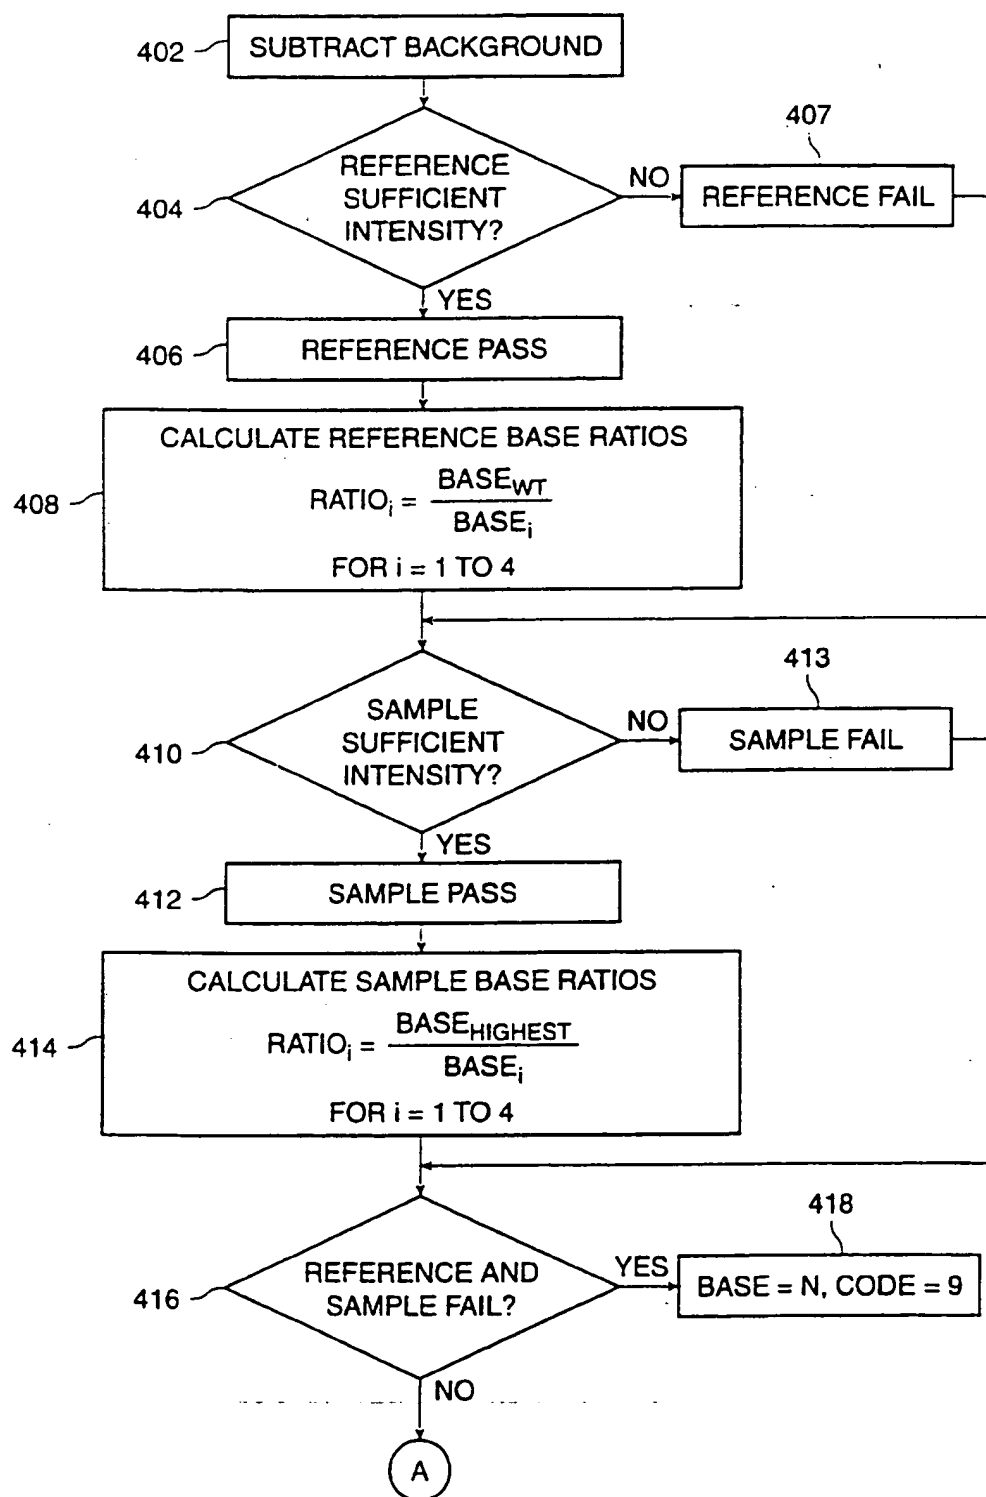 402
SUBTRACT BACKGROUND
407
404
REFERENCE
SUFFICIENT
INTENSITY?
NO
REFERENCE FAIL
YES
406
REFERENCE PASS
408
CALCULATE REFERENCE BASE RATIOS
RATIOi = BASEWT
BASEi
FOR i = 1 TO 4
413
410
SAMPLE
SUFFICIENT
INTENSITY?
NO
SAMPLE FAIL
YES
412
SAMPLE PASS
414
CALCULATE SAMPLE BASE RATIOS
RATIOi = BASEHIGHEST
BASEi
FOR i = 1 TO 4
418
416
REFERENCE AND
SAMPLE FAIL?
YES
BASE = N, CODE = 9
NO
A